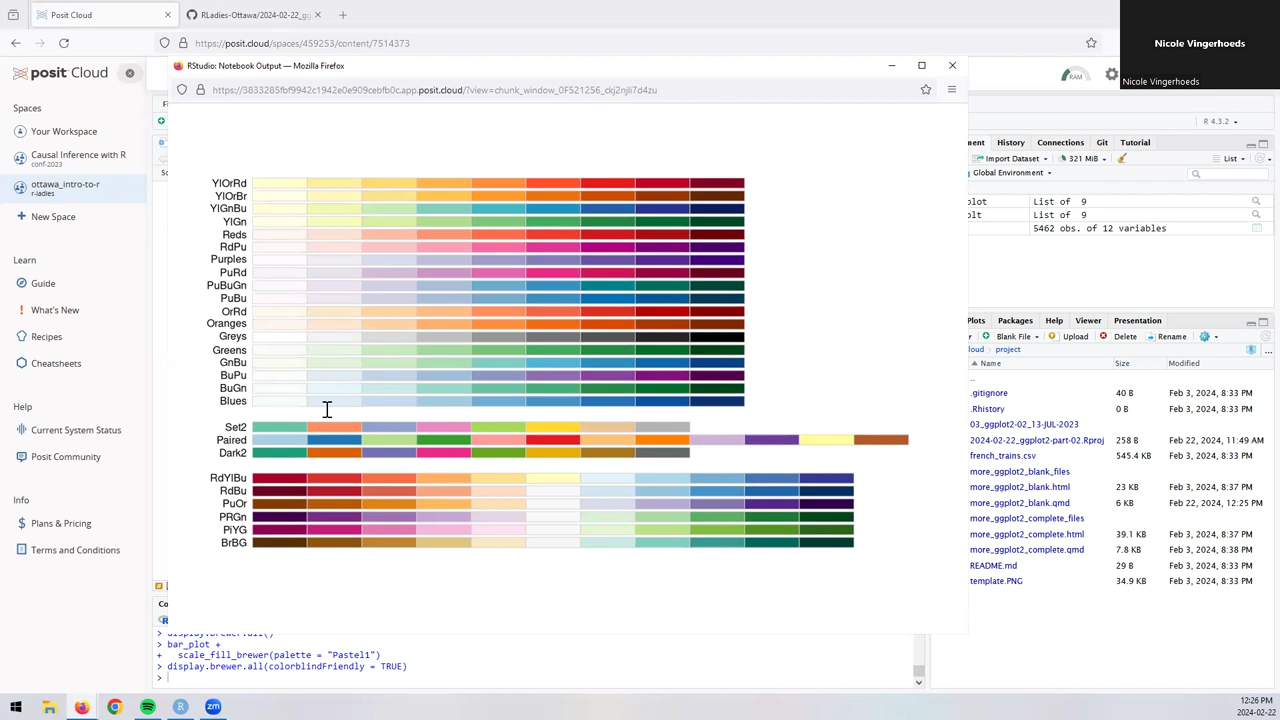 Posit Cloud
RLadies-Ottawa/2024-02-22_gg
https://posit.cloud/spaces/459253/content/7514373
Nicole Vingerhoeds
Nicole Vingerhoeds
posit Cloud
RStudio: Notebook Output — Mozilla Firefox
https://3833285fbf9942c1942e0e909cebfb0c.app.posit.cloud/?view=chunk_window_0F521256_ckj2njli7d4zu
RAM
Spaces
Your Workspace
Causal Inference with R
conf-2023
ottawa_intro-to-r
r-ladies
New Space
Learn
Guide
What's New
Recipes
Cheatsheets
Help
Current System Status
Posit Community
Info
Plans & Pricing
Terms and Conditions
YlOrRd
YlOrBr
YlGnBu
YlGn
Reds
RdPu
Purples
PuRd
PuBuGn
PuBu
OrRd
Oranges
Greys
Greens
GnBu
BuPu
BuGn
Blues
Set2
Paired
Dark2
RdYlBu
RdBu
PuOr
PRGn
PiYG
BrBG
R 4.3.2
ment History Connections Git Tutorial
Import Dataset 321 MiB List
Global Environment
plot List of 9
plt List of 9
5462 obs. of 12 variables
Plots Packages Help Viewer Presentation
Blank File Upload Delete Rename
loud project
Name Size Modified
..
.gitignore 40 B Feb 3, 2024, 8:33 PM
.Rhistory 0 B Feb 3, 2024, 8:33 PM
03_ggplot2-02_13-JUL-2023
2024-02-22_ggplot2-part-02.Rproj 258 B Feb 22, 2024, 11:49 AM
french_trains.csv 545.4 KB Feb 3, 2024, 8:33 PM
more_ggplot2_blank_files
more_ggplot2_blank.html 23 KB Feb 3, 2024, 8:37 PM
more_ggplot2_blank.qmd 6 KB Feb 22, 2024, 12:25 PM
more_ggplot2_complete_files
more_ggplot2_complete.html 39.1 KB Feb 3, 2024, 8:37 PM
more_ggplot2_complete.qmd 7.8 KB Feb 3, 2024, 8:38 PM
README.md 29 B Feb 3, 2024, 8:33 PM
template.PNG 34.9 KB Feb 3, 2024, 8:33 PM
Co
> display.brewer.all()
> bar_plot +
+ scale_fill_brewer(palette = "Pastel1")
> display.brewer.all(colorblindFriendly = TRUE)
>
12:26 PM
2024-02-22